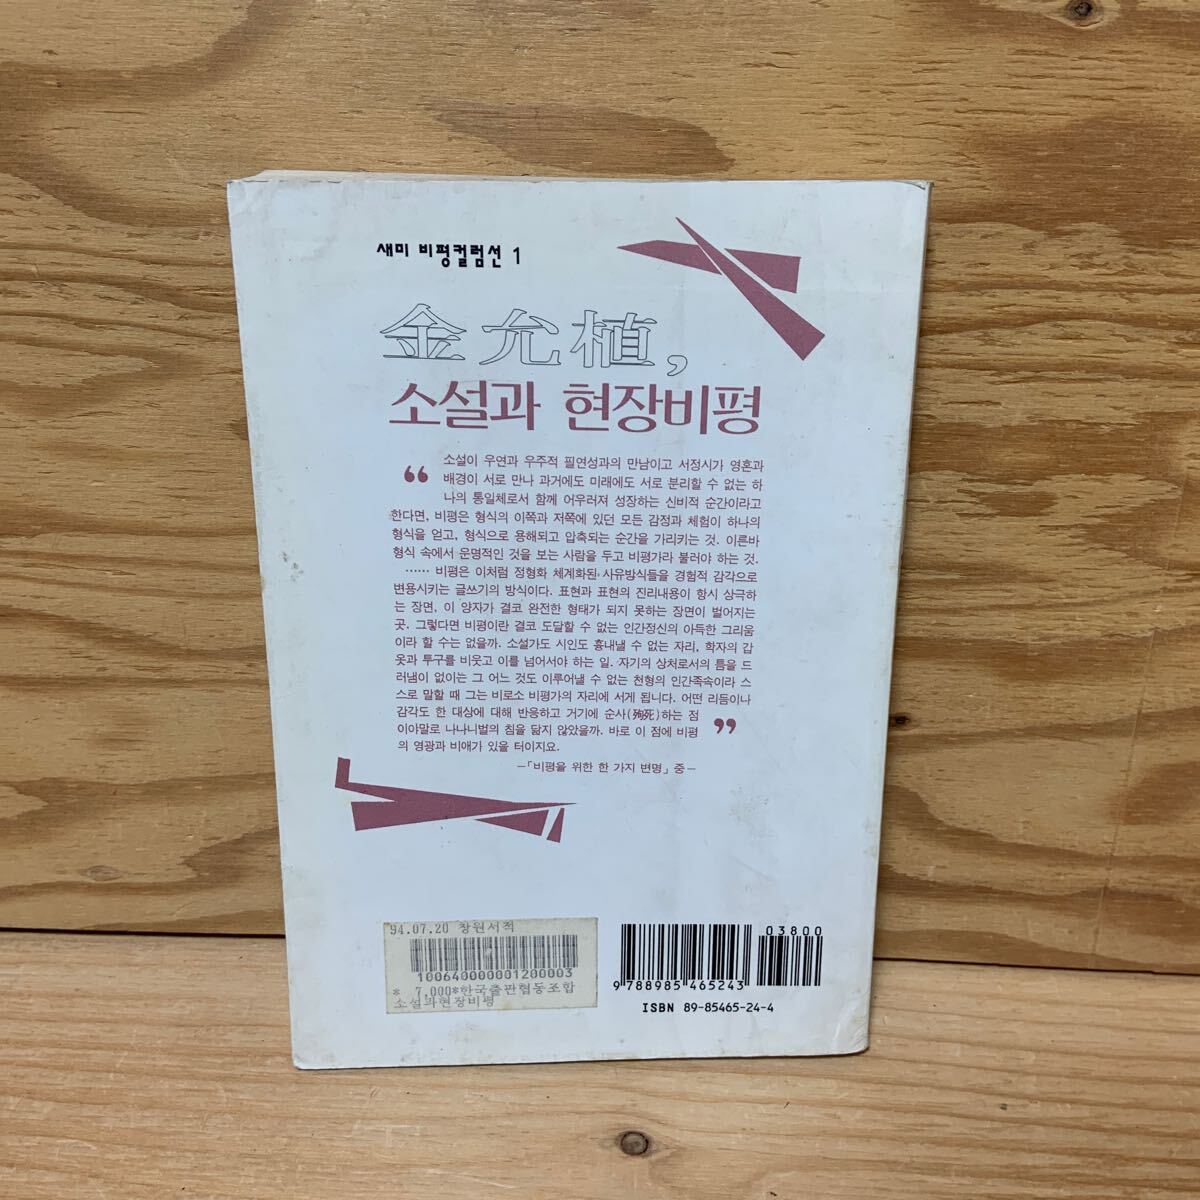 새미 비평컬럼선 1
金允植,
소설과 현장비평
“
소설이 우연과 우주적 필연성과의 만남이고 서정시가 영혼과
배경이 서로 만나 과거에도 미래에도 서로 분리할 수 없는 하
나의 통일체로서 함께 어우러져 성장하는 신비적 순간이라고
한다면, 비평은 형식의 이쪽과 저쪽에 있던 모든 감정과 체험이 하나의
형식을 얻고, 형식으로 용해되고 압축되는 순간을 가리키는 것. 이른바
형식 속에서 운명적인 것을 보는 사람을 두고 비평가라 불러야 하는 것.
…… 비평은 이처럼 정형화 체계화된 사유방식들을 경험적 감각으로
변용시키는 글쓰기의 방식이다. 표현과 표현의 진리내용이 항시 상극하
는 장면, 이 양자가 결코 완전한 형태가 되지 못하는 장면이 벌어지는
곳. 그렇다면 비평이란 결코 도달할 수 없는 인간정신의 아득한 그리움
이라 할 수는 없을까. 소설가도 시인도 흉내낼 수 없는 자리, 학자의 갑
옷과 투구를 비웃고 이를 넘어서야 하는 일. 자기의 상처로서의 틈을 드
러냄이 없이는 그 어느 것도 이루어낼 수 없는 천형의 인간족속이라 스
스로 말할 때 그는 비로소 비평가의 자리에 서게 됩니다. 어떤 리듬이나
감각도 한 대상에 대해 반응하고 거기에 순사(殉死)하는 점
이야말로 나나니벌의 침을 닮지 않았을까. 바로 이 점에 비평
의 영광과 비애가 있을 터이지요.
”
—「비평을 위한 한 가지 변명」 중—
94.07.20 창원서적
100640000001200003
* 7,000*한국출판협동조합
소설과현장비평
03800
9788985465243
ISBN 89-85465-24-4